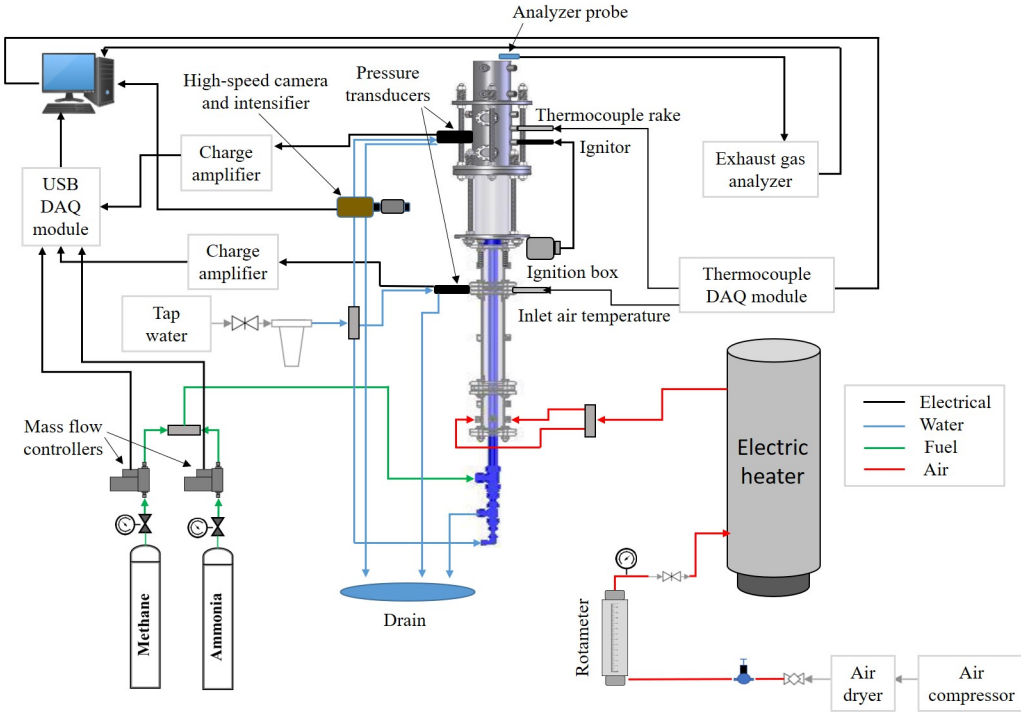 Analyzer probe
High-speed camera
and intensifier
Pressure
transducers
Thermocouple rake
Ignitor
Charge
amplifier
Exhaust gas
analyzer
USB
DAQ
module
Charge
amplifier
Ignition box
Thermocouple
DAQ module
Inlet air temperature
Tap
water
Electrical
Water
Fuel
Air
Mass flow
controllers
Electric
heater
Methane
Ammonia
Drain
Rotameter
Air
dryer
Air
compressor